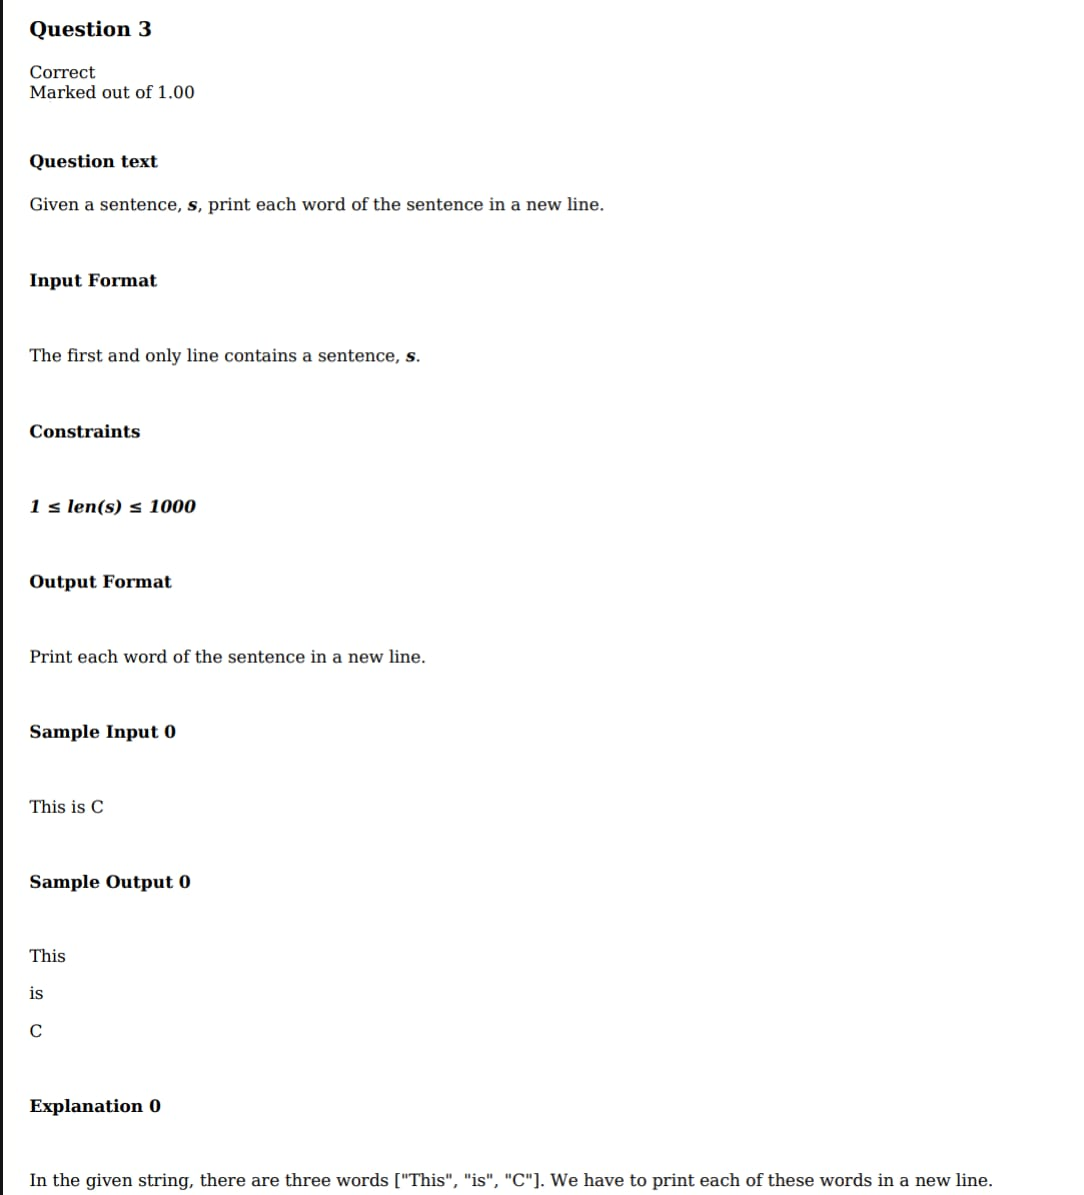 Question 3
Correct
Marked out of 1.00
Question text
Given a sentence, s, print each word of the sentence in a new line.
Input Format
The first and only line contains a sentence, s.
Constraints
1 ≤ len(s) ≤ 1000
Output Format
Print each word of the sentence in a new line.
Sample Input 0
This is C
Sample Output 0
This
is
C
Explanation 0
In the given string, there are three words ["This", "is", "C"]. We have to print each of these words in a new line.